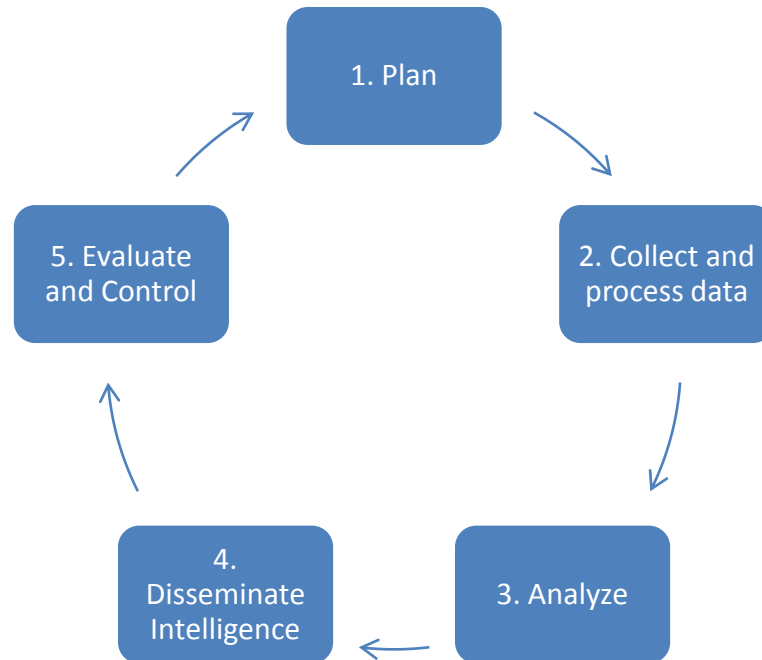 1. Plan
2. Collect and
process data
3. Analyze
4.
Disseminate
Intelligence
5. Evaluate
and Control